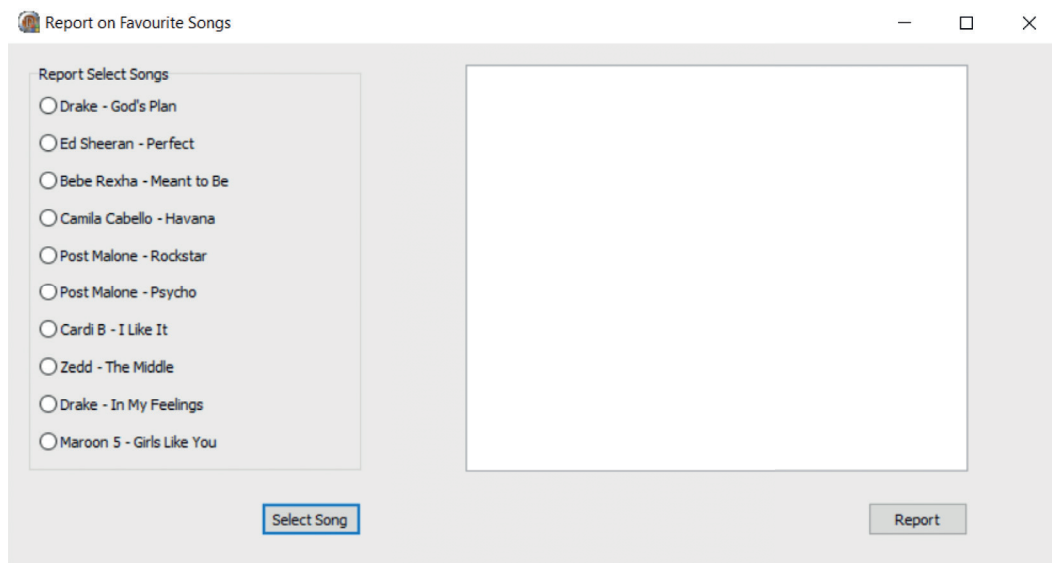 Report on Favourite Songs
Report Select Songs
Drake - God's Plan
Ed Sheeran - Perfect
Bebe Rexha - Meant to Be
Camila Cabello - Havana
Post Malone - Rockstar
Post Malone - Psycho
Cardi B - I Like It
Zedd - The Middle
Drake - In My Feelings
Maroon 5 - Girls Like You
Select Song
Report